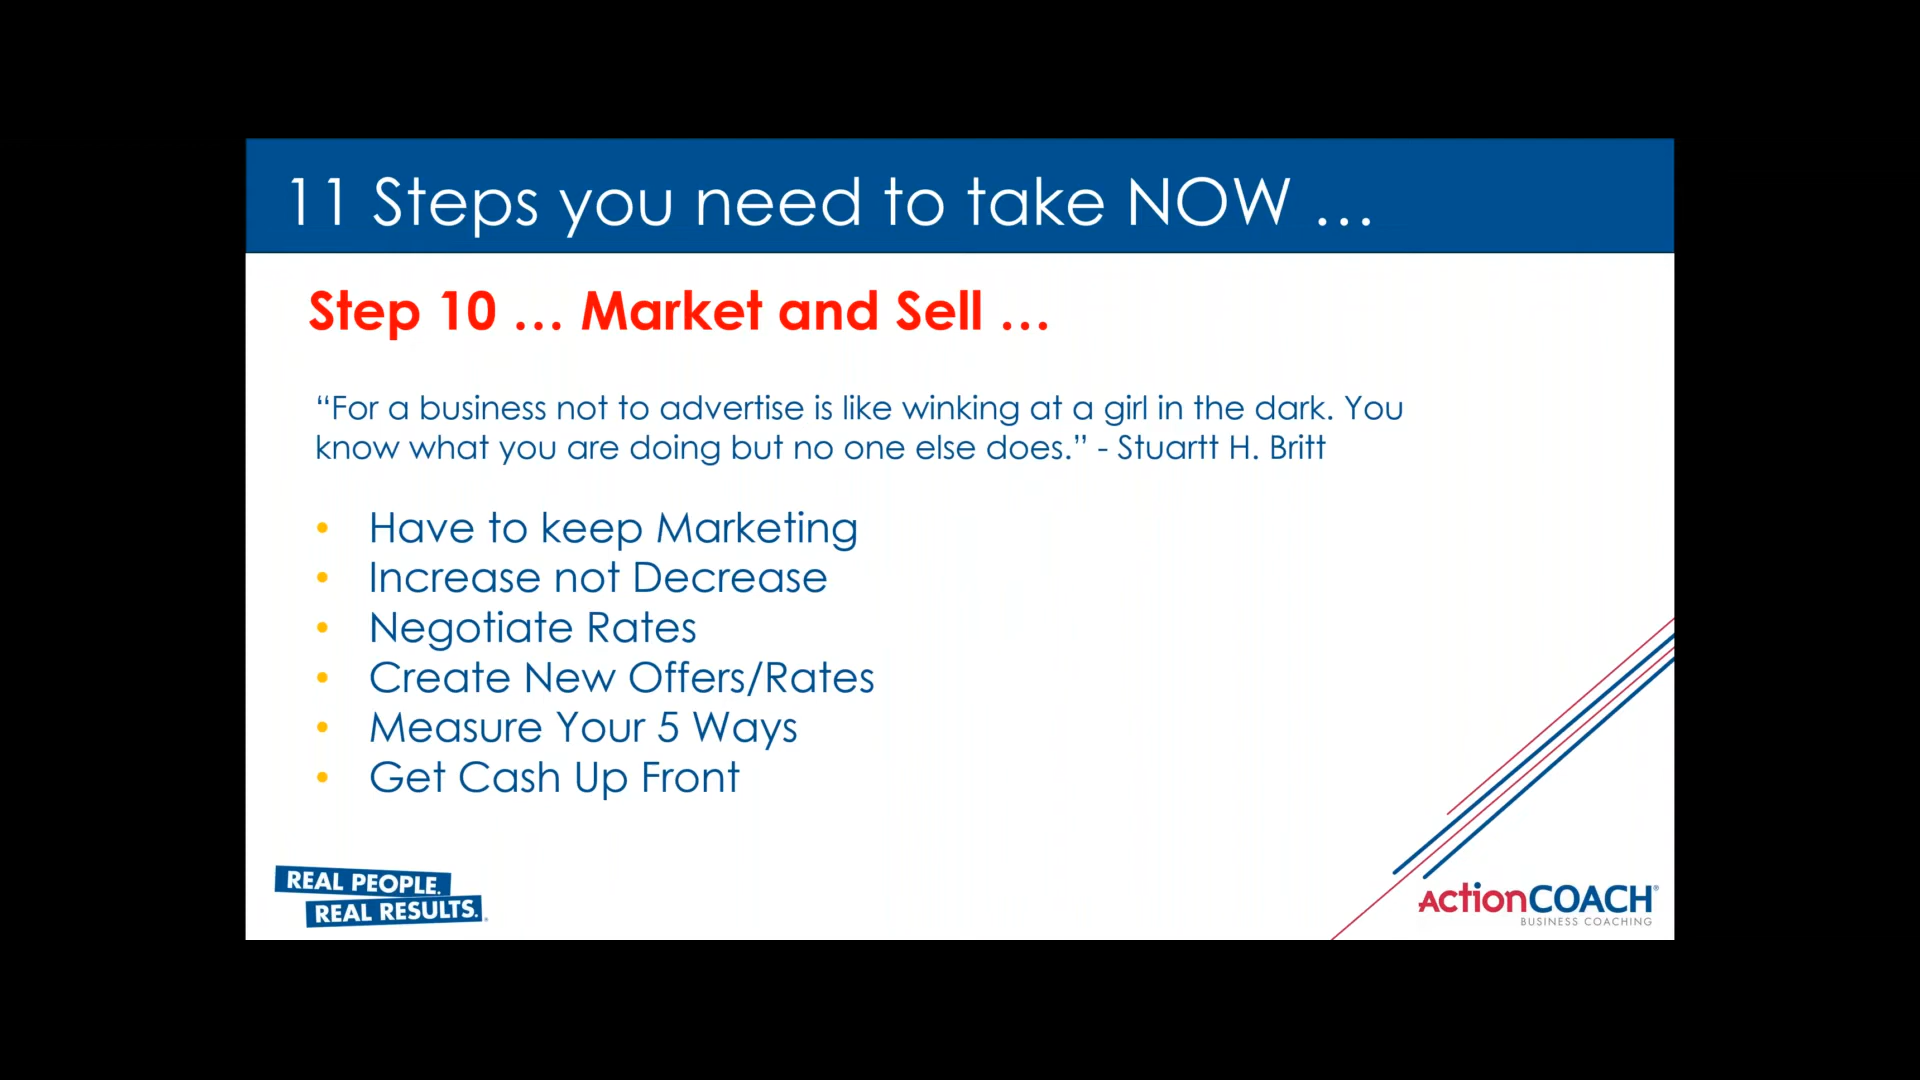 11 Steps you need to take NOW ...
Step 10 ... Market and Sell ...
“For a business not to advertise is like winking at a girl in the dark. You
know what you are doing but no one else does.” - Stuartt H. Britt
• Have to keep Marketing
• Increase not Decrease
• Negotiate Rates
• Create New Offers/Rates
• Measure Your 5 Ways
• Get Cash Up Front
REAL PEOPLE.
REAL RESULTS.
ActionCOACH®
BUSINESS COACHING